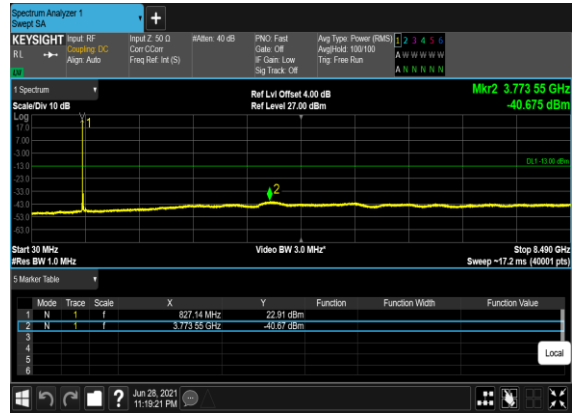 Spectrum Analyzer 1
Swept SA
KEYSIGHT Input: RF Input Z: 50 Ω #Atten: 40 dB PNO: Fast Avg Type: Power (RMS) 1 2 3 4 5 6
RL Coupling: DC Corr CCorr Gate: Off Avg|Hold: 100/100 A W W W W W
Align: Auto Freq Ref: Int (S) IF Gain: Low Trig: Free Run
Sig Track: Off A N N N N N
1 Spectrum Ref Lvl Offset 4.00 dB Mkr2 3.773 55 GHz
Scale/Div 10 dB Ref Level 27.00 dBm -40.675 dBm
Log
1
17.0
7.00
-3.00
-13.0 DL1 -13.00 dBm
-23.0
-33.0 2
-43.0
-53.0
-63.0
Start 30 MHz Video BW 3.0 MHz* Stop 8.490 GHz
#Res BW 1.0 MHz Sweep ~17.2 ms (40001 pts)
5 Marker Table
Mode Trace Scale X Y Function Function Width Function Value
1 N 1 f 827.14 MHz 22.91 dBm
2 N 1 f 3.773 55 GHz -40.67 dBm
3
4
5
6
Local
Jun 28, 2021
11:19:21 PM